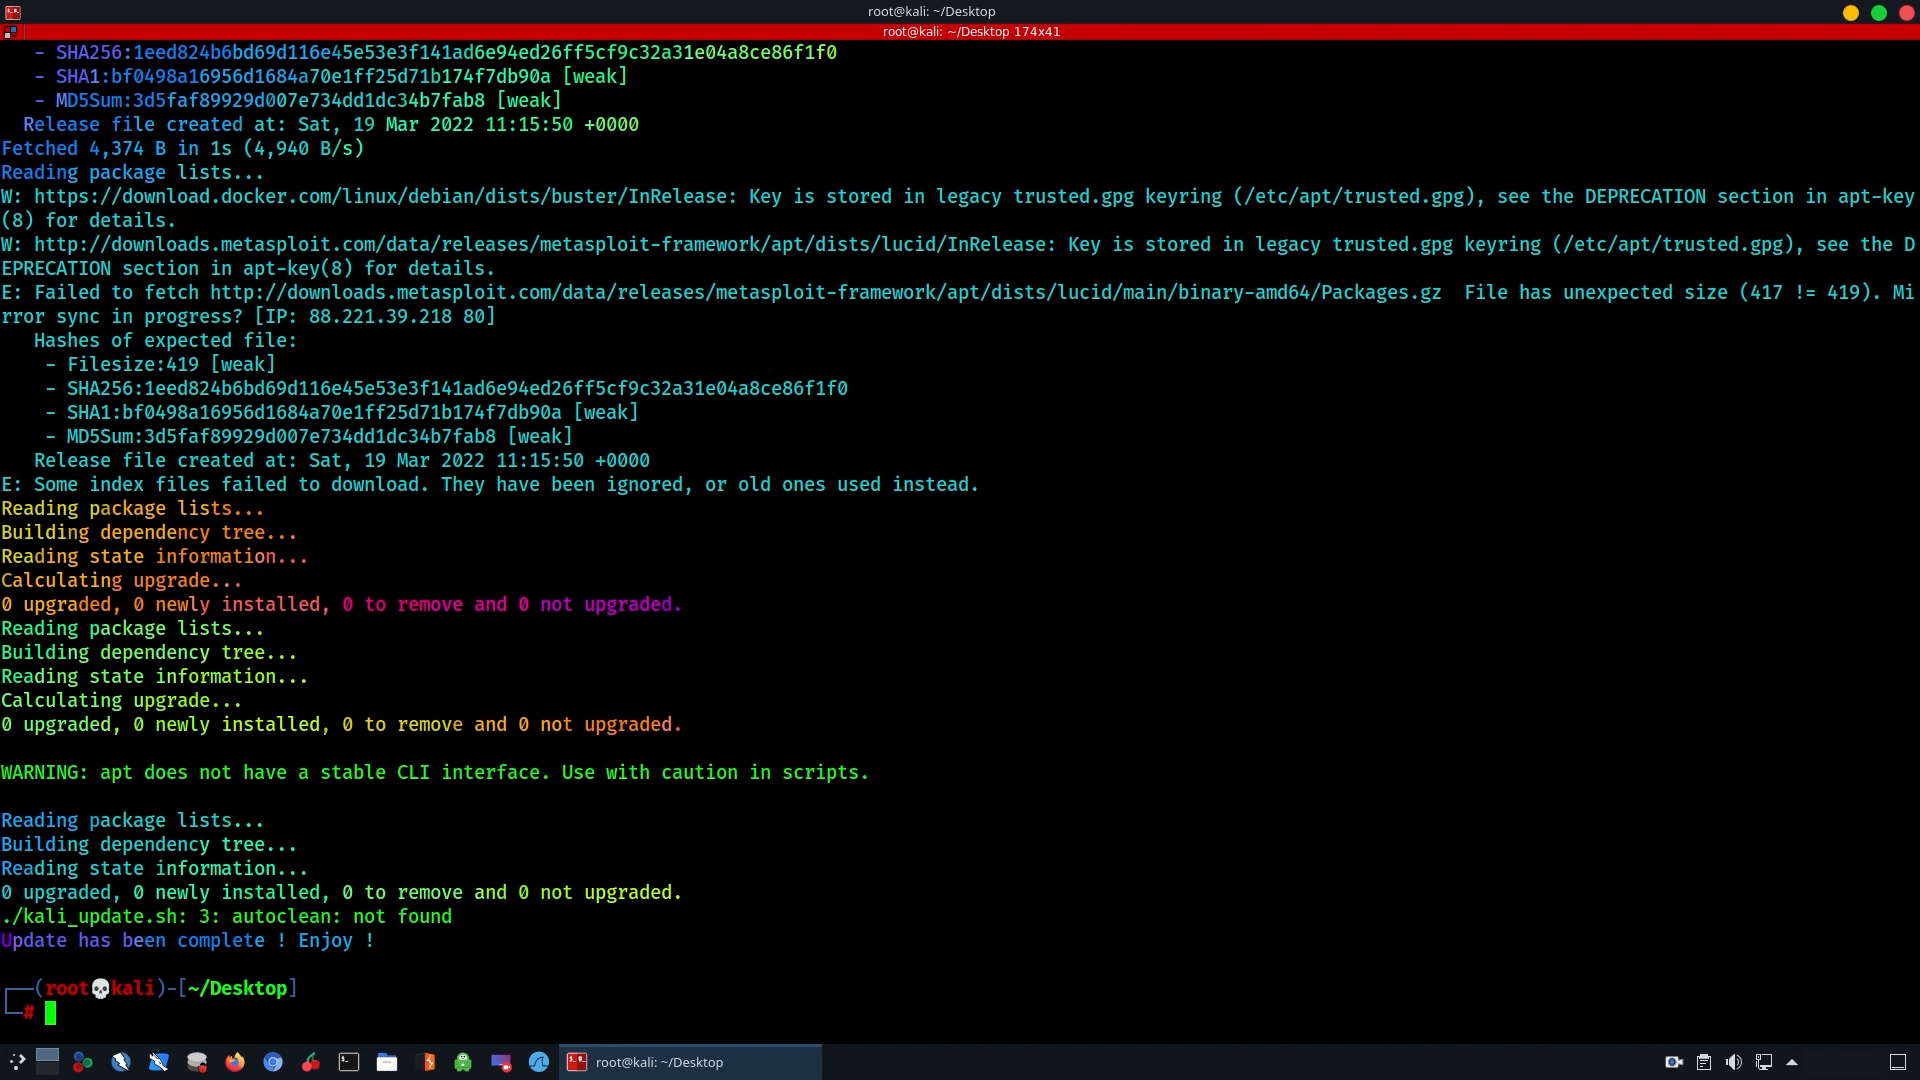 root@kali: ~/Desktop
root@kali: ~/Desktop 174x41
- SHA256:1eed824b6bd69d116e45e53e3f141ad6e94ed26ff5cf9c32a31e04a8ce86f1f0
- SHA1:bf0498a16956d1684a70e1ff25d71b174f7db90a [weak]
- MD5Sum:3d5faf89929d007e734dd1dc34b7fab8 [weak]
Release file created at: Sat, 19 Mar 2022 11:15:50 +0000
Fetched 4,374 B in 1s (4,940 B/s)
Reading package lists...
W: https://download.docker.com/linux/debian/dists/buster/InRelease: Key is stored in legacy trusted.gpg keyring (/etc/apt/trusted.gpg), see the DEPRECATION section in apt-key
(8) for details.
W: http://downloads.metasploit.com/data/releases/metasploit-framework/apt/dists/lucid/InRelease: Key is stored in legacy trusted.gpg keyring (/etc/apt/trusted.gpg), see the D
EPRECATION section in apt-key(8) for details.
E: Failed to fetch http://downloads.metasploit.com/data/releases/metasploit-framework/apt/dists/lucid/main/binary-amd64/Packages.gz  File has unexpected size (417 != 419). Mi
rror sync in progress? [IP: 88.221.39.218 80]
Hashes of expected file:
- Filesize:419 [weak]
- SHA256:1eed824b6bd69d116e45e53e3f141ad6e94ed26ff5cf9c32a31e04a8ce86f1f0
- SHA1:bf0498a16956d1684a70e1ff25d71b174f7db90a [weak]
- MD5Sum:3d5faf89929d007e734dd1dc34b7fab8 [weak]
Release file created at: Sat, 19 Mar 2022 11:15:50 +0000
E: Some index files failed to download. They have been ignored, or old ones used instead.
Reading package lists...
Building dependency tree...
Reading state information...
Calculating upgrade...
0 upgraded, 0 newly installed, 0 to remove and 0 not upgraded.
Reading package lists...
Building dependency tree...
Reading state information...
Calculating upgrade...
0 upgraded, 0 newly installed, 0 to remove and 0 not upgraded.
WARNING: apt does not have a stable CLI interface. Use with caution in scripts.
Reading package lists...
Building dependency tree...
Reading state information...
0 upgraded, 0 newly installed, 0 to remove and 0 not upgraded.
./kali_update.sh: 3: autoclean: not found
Update has been complete ! Enjoy !
┌──(root💀kali)-[~/Desktop]
└─#
root@kali: ~/Desktop